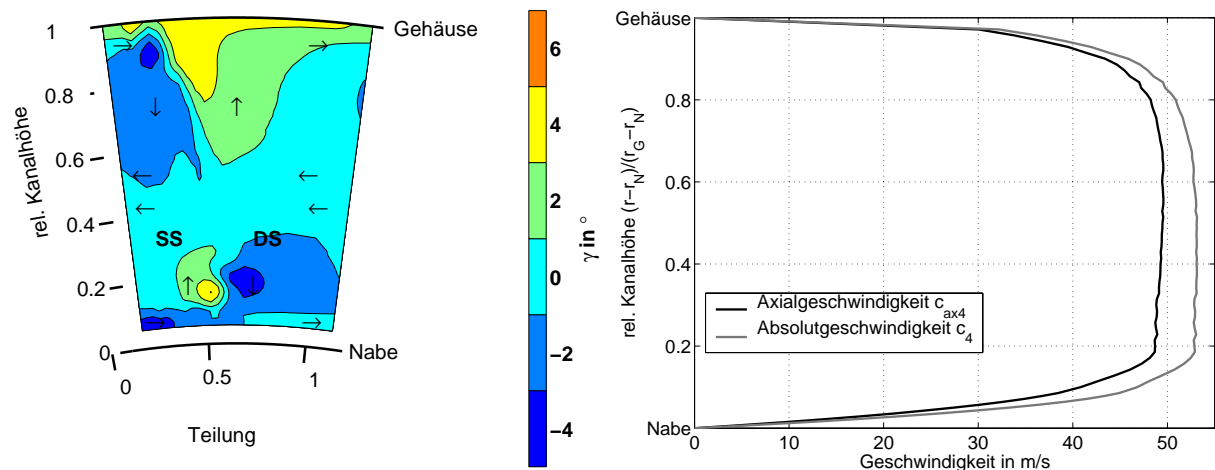 1
Gehäuse
0.8
0.6
0.4
0.2
0
rel. Kanalhöhe
SS
DS
Nabe
0
0.5
1
Teilung
6
4
2
0
−2
−4
γ in °
Gehäuse
0.8
0.6
0.4
0.2
Nabe
rel. Kanalhöhe (r−r_N)/(r_G−r_N)
Axialgeschwindigkeit c_ax4
Absolutgeschwindigkeit c_4
0
10
20
30
40
50
Geschwindigkeit in m/s